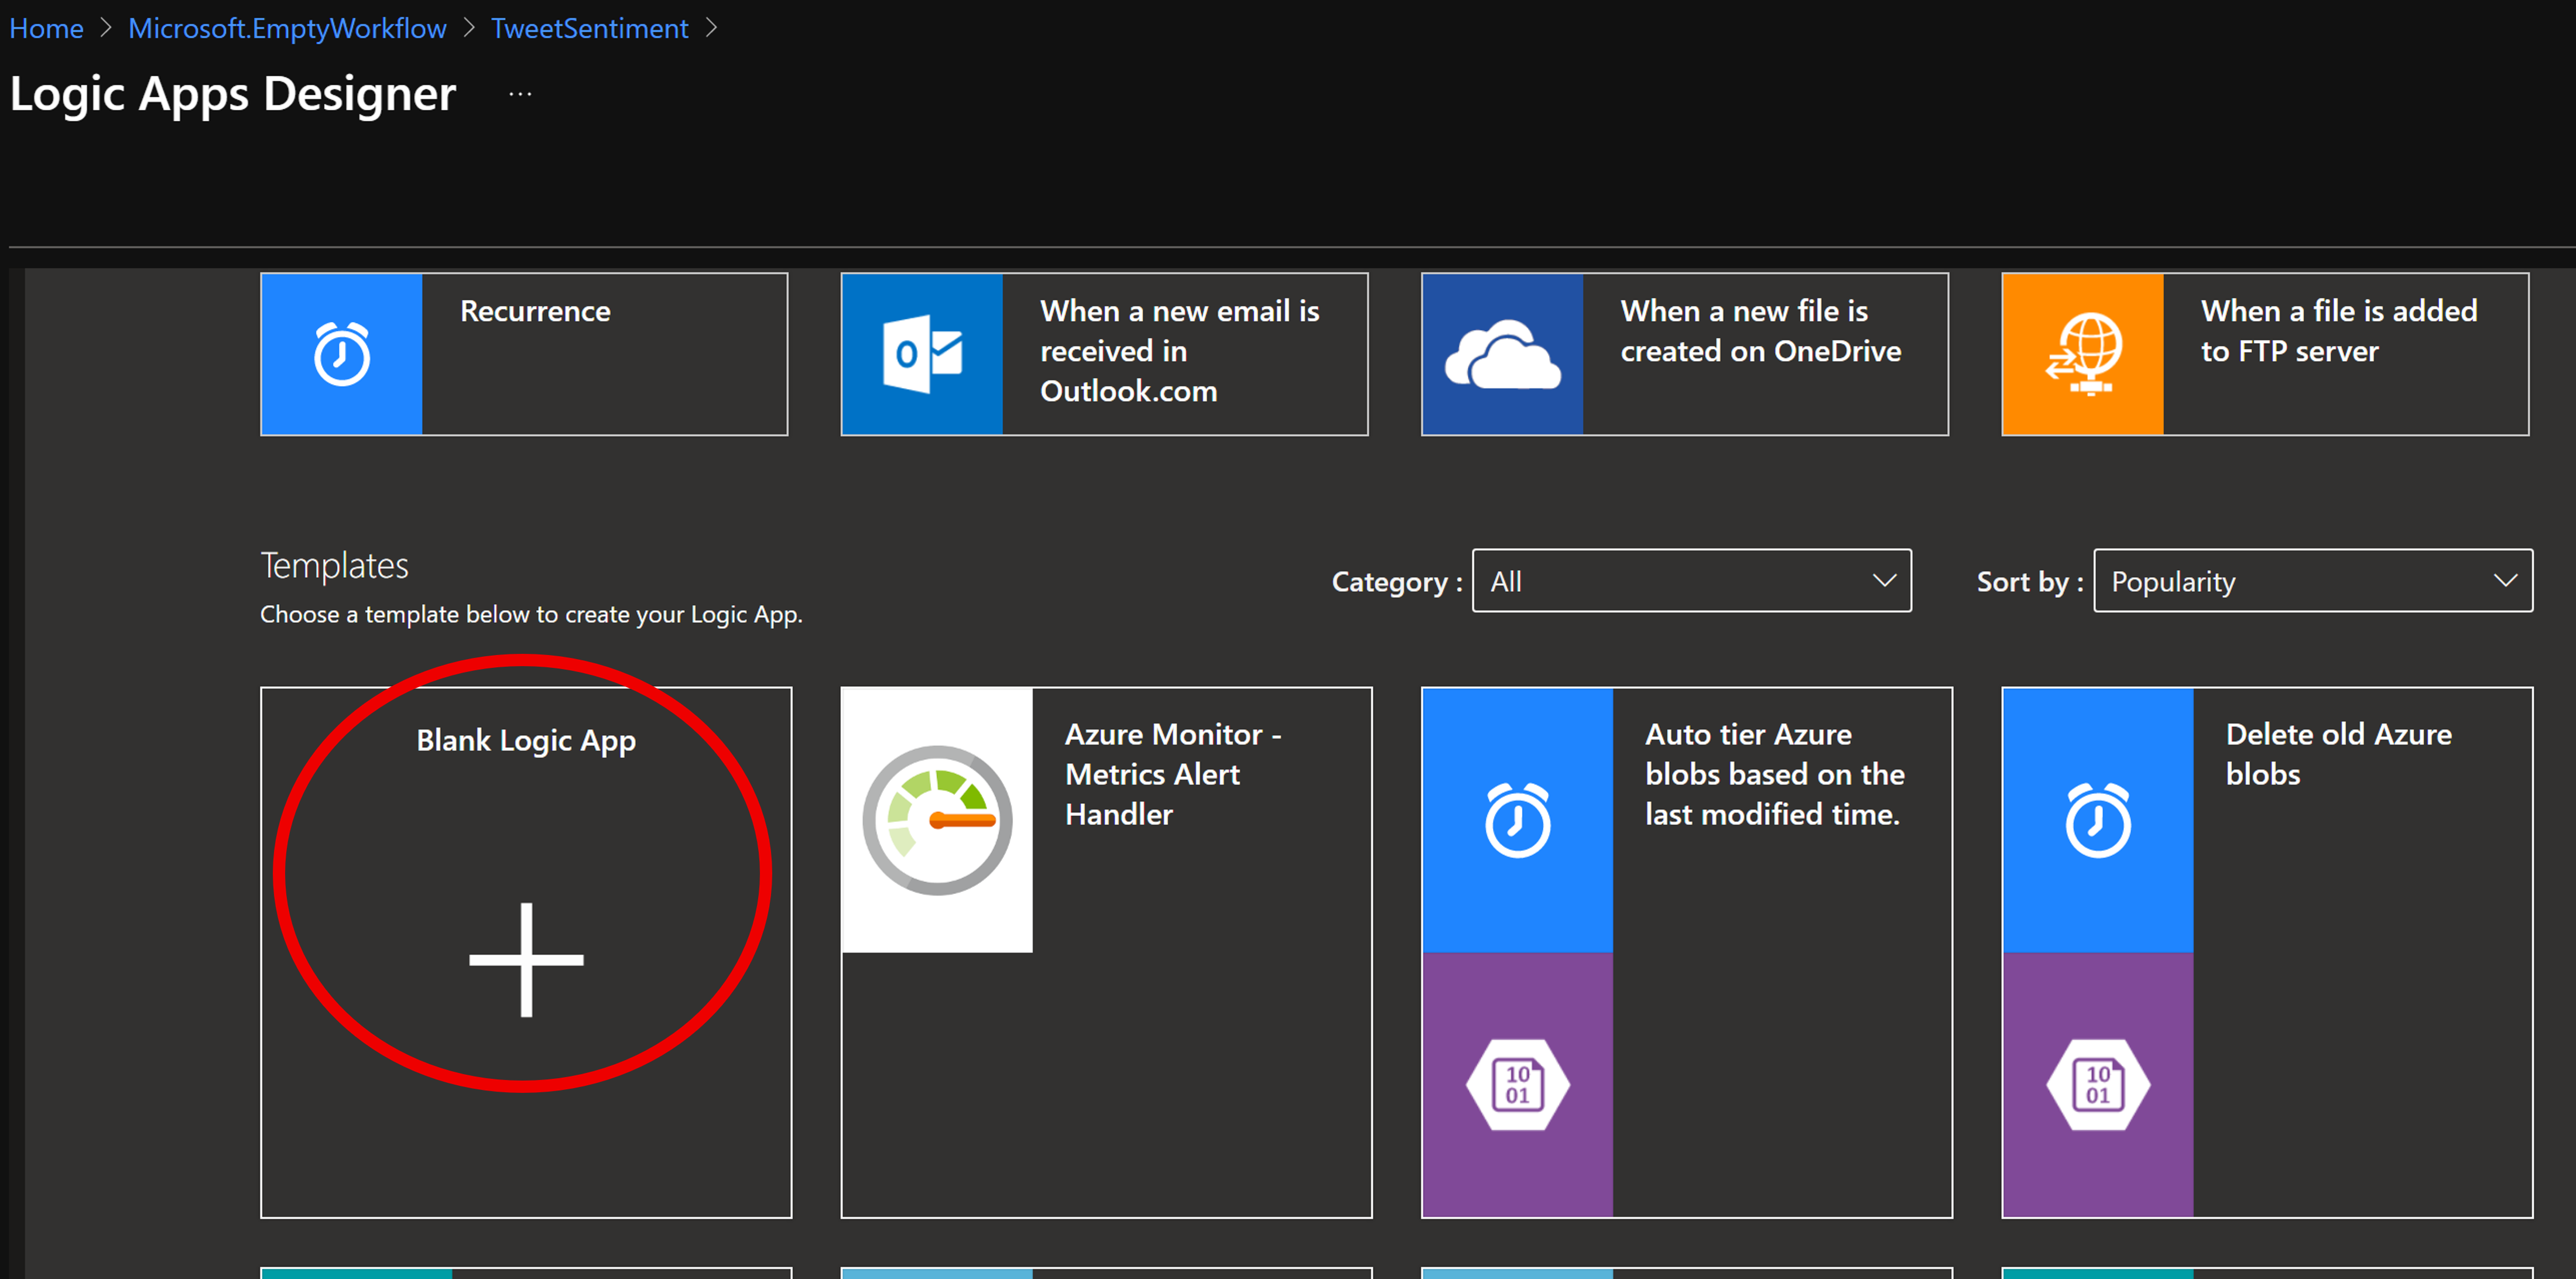 Home > Microsoft.EmptyWorkflow > TweetSentiment >
Logic Apps Designer ...
Recurrence
When a new email is
received in
Outlook.com
When a new file is
created on OneDrive
When a file is added
to FTP server
Templates
Choose a template below to create your Logic App.
Category : All
Sort by : Popularity
Blank Logic App
Azure Monitor -
Metrics Alert
Handler
Auto tier Azure
blobs based on the
last modified time.
Delete old Azure
blobs
10
01
10
01